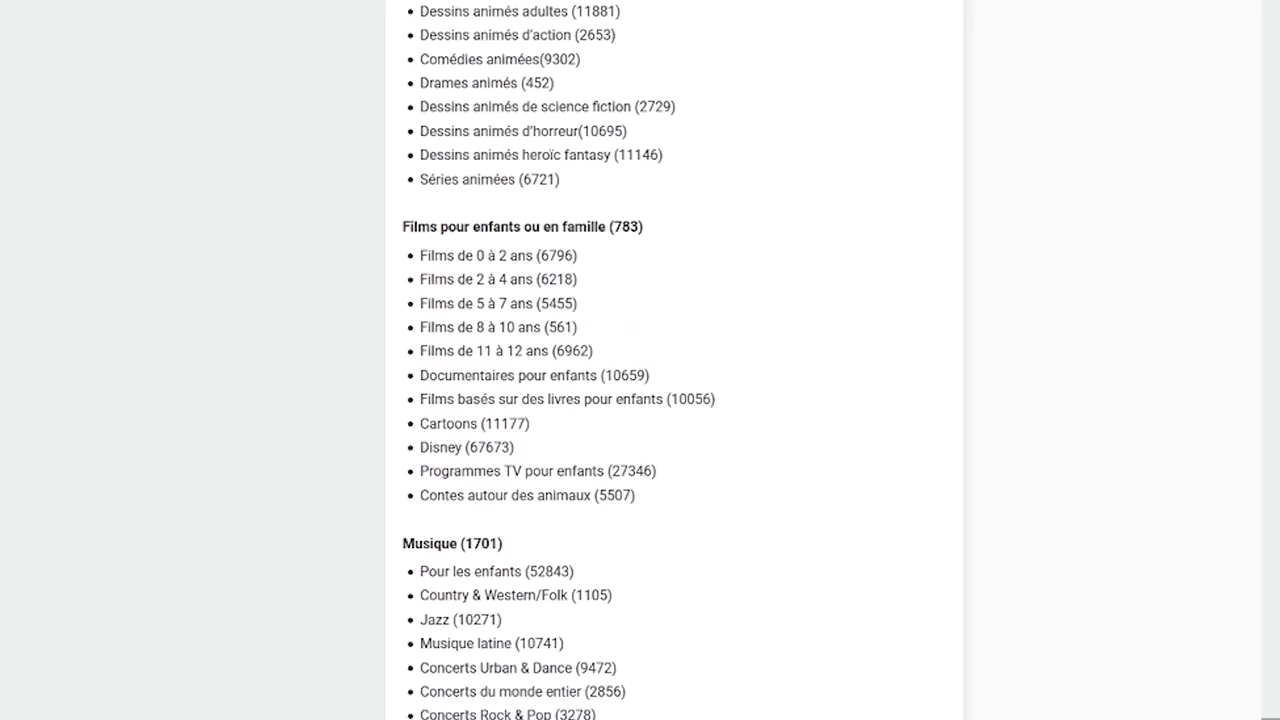 Dessins animés adultes (11881)
Dessins animés d'action (2653)
Comédies animées(9302)
Drames animés (452)
Dessins animés de science fiction (2729)
Dessins animés d'horreur(10695)
Dessins animés heroïc fantasy (11146)
Séries animées (6721)
Films pour enfants ou en famille (783)
Films de 0 à 2 ans (6796)
Films de 2 à 4 ans (6218)
Films de 5 à 7 ans (5455)
Films de 8 à 10 ans (561)
Films de 11 à 12 ans (6962)
Documentaires pour enfants (10659)
Films basés sur des livres pour enfants (10056)
Cartoons (11177)
Disney (67673)
Programmes TV pour enfants (27346)
Contes autour des animaux (5507)
Musique (1701)
Pour les enfants (52843)
Country & Western/Folk (1105)
Jazz (10271)
Musique latine (10741)
Concerts Urban & Dance (9472)
Concerts du monde entier (2856)
Concerts Rock & Pop (3278)